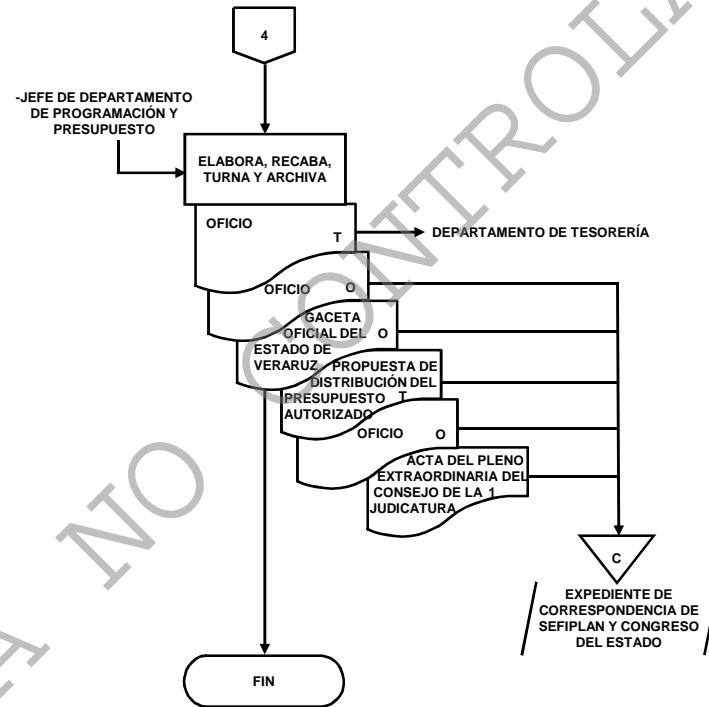 4
-JEFE DE DEPARTAMENTO
DE PROGRAMACIÓN Y
PRESUPUESTO
ELABORA, RECABA,
TURNA Y ARCHIVA
OFICIO
T
DEPARTAMENTO DE TESORERÍA
OFICIO O
GACETA
OFICIAL DEL O
ESTADO DE
VERARUZ
PROPUESTA DE
DISTRIBUCIÓN DEL
PRESUPUESTO T
AUTORIZADO
OFICIO O
ACTA DEL PLENO
EXTRAORDINARIA DEL
CONSEJO DE LA 1
JUDICATURA
C
EXPEDIENTE DE
CORRESPONDENCIA DE
SEFIPLAN Y CONGRESO
DEL ESTADO
FIN
A NO CONTROLA